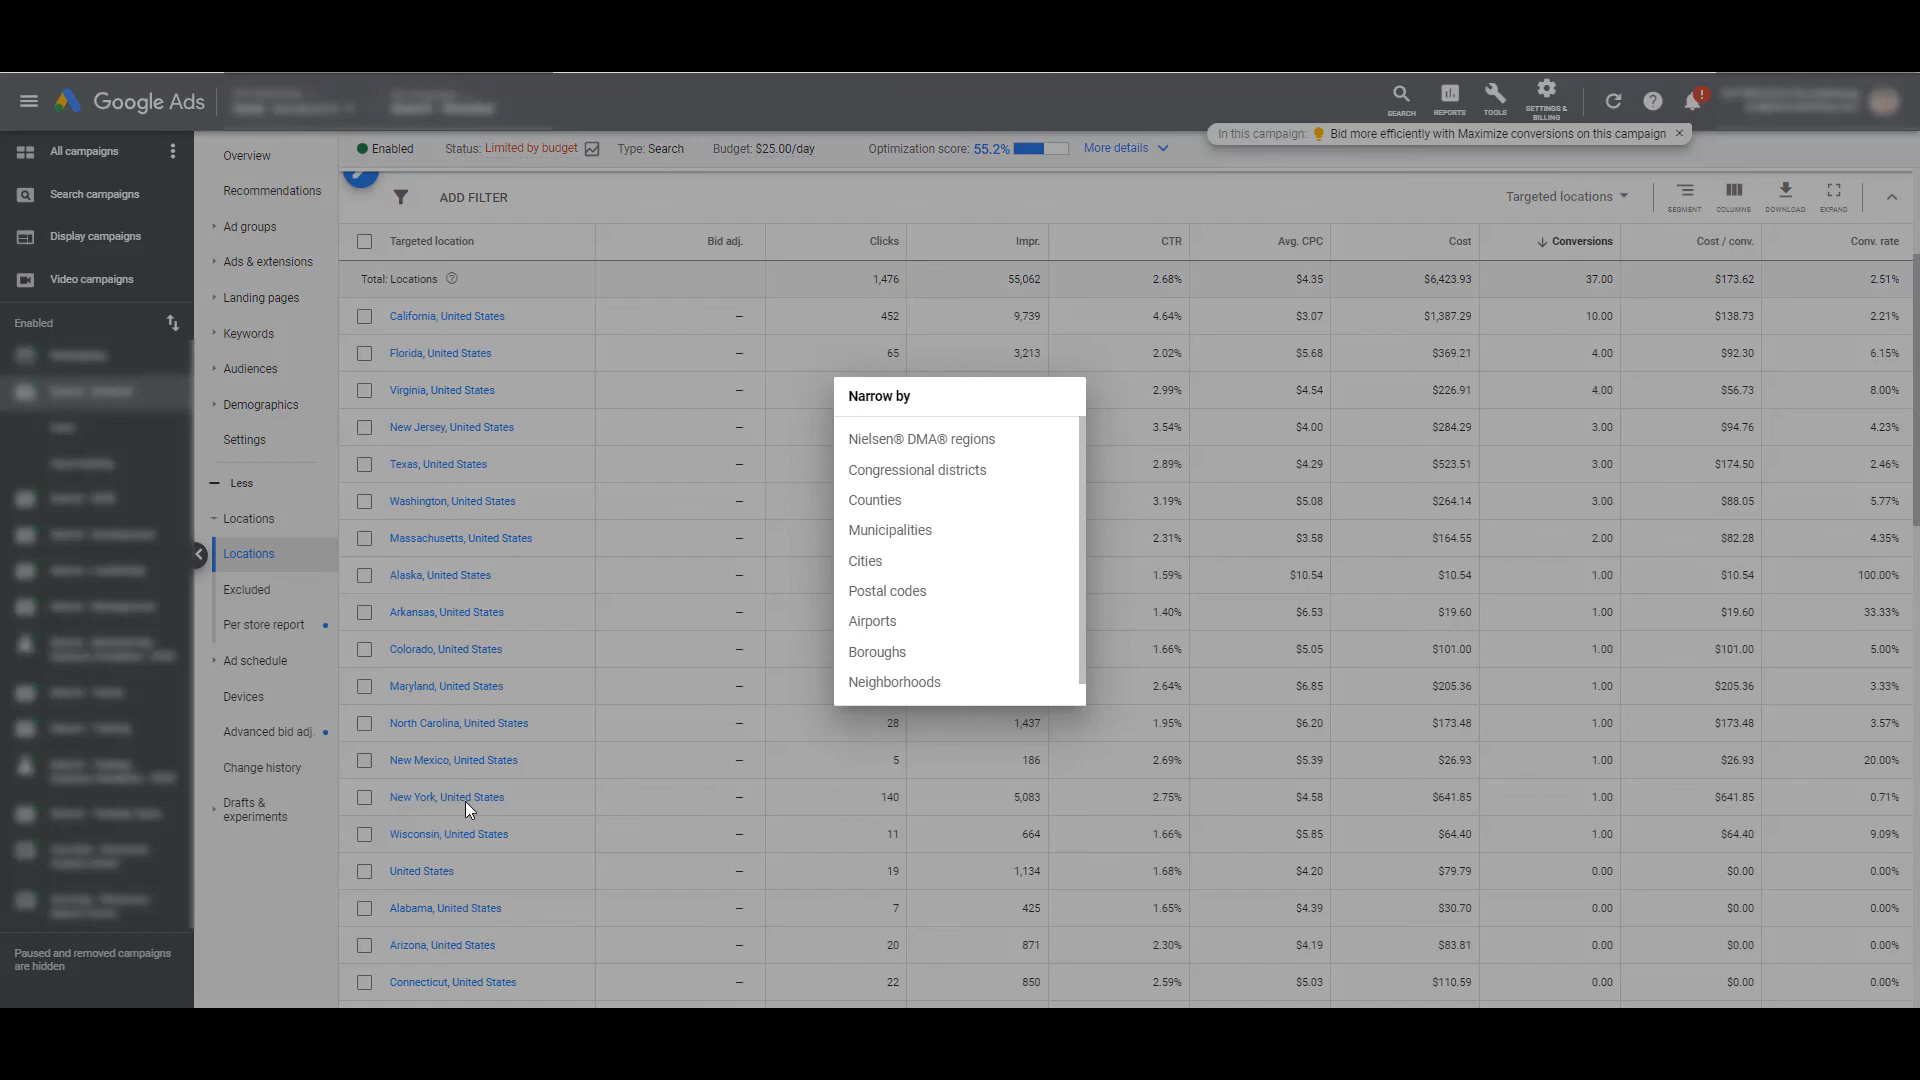 Google Ads
SEARCH
REPORTS
TOOLS
SETTINGS &
BILLING
!
In this campaign: Bid more efficiently with Maximize conversions on this campaign ×
All campaigns
Search campaigns
Display campaigns
Video campaigns
Enabled
Paused and removed campaigns
are hidden
Overview
Recommendations
Ad groups
Ads & extensions
Landing pages
Keywords
Audiences
Demographics
Settings
Less
Locations
Locations
Excluded
Per store report
Ad schedule
Devices
Advanced bid adj.
Change history
Drafts &
experiments
Enabled Status: Limited by budget Type: Search Budget: $25.00/day Optimization score: 55.2% More details
ADD FILTER
Targeted locations
SEGMENT
COLUMNS
DOWNLOAD
EXPAND
Targeted location Bid adj. Clicks Impr. CTR Avg. CPC Cost Conversions Cost / conv. Conv. rate
Total: Locations 1,476 55,062 2.68% $4.35 $6,423.93 37.00 $173.62 2.51%
California, United States – 452 9,739 4.64% $3.07 $1,387.29 10.00 $138.73 2.21%
Florida, United States – 65 3,213 2.02% $5.68 $369.21 4.00 $92.30 6.15%
Virginia, United States – 2.99% $4.54 $226.91 4.00 $56.73 8.00%
New Jersey, United States – 3.54% $4.00 $284.29 3.00 $94.76 4.23%
Texas, United States – 2.89% $4.29 $523.51 3.00 $174.50 2.46%
Washington, United States – 3.19% $5.08 $264.14 3.00 $88.05 5.77%
Massachusetts, United States – 2.31% $3.58 $164.55 2.00 $82.28 4.35%
Alaska, United States – 1.59% $10.54 $10.54 1.00 $10.54 100.00%
Arkansas, United States – 1.40% $6.53 $19.60 1.00 $19.60 33.33%
Colorado, United States – 1.66% $5.05 $101.00 1.00 $101.00 5.00%
Maryland, United States – 2.64% $6.85 $205.36 1.00 $205.36 3.33%
North Carolina, United States – 28 1,437 1.95% $6.20 $173.48 1.00 $173.48 3.57%
New Mexico, United States – 5 186 2.69% $5.39 $26.93 1.00 $26.93 20.00%
New York, United States – 140 5,083 2.75% $4.58 $641.85 1.00 $641.85 0.71%
Wisconsin, United States – 11 664 1.66% $5.85 $64.40 1.00 $64.40 9.09%
United States – 19 1,134 1.68% $4.20 $79.79 0.00 $0.00 0.00%
Alabama, United States – 7 425 1.65% $4.39 $30.70 0.00 $0.00 0.00%
Arizona, United States – 20 871 2.30% $4.19 $83.81 0.00 $0.00 0.00%
Connecticut, United States – 22 850 2.59% $5.03 $110.59 0.00 $0.00 0.00%
Narrow by
Nielsen® DMA® regions
Congressional districts
Counties
Municipalities
Cities
Postal codes
Airports
Boroughs
Neighborhoods